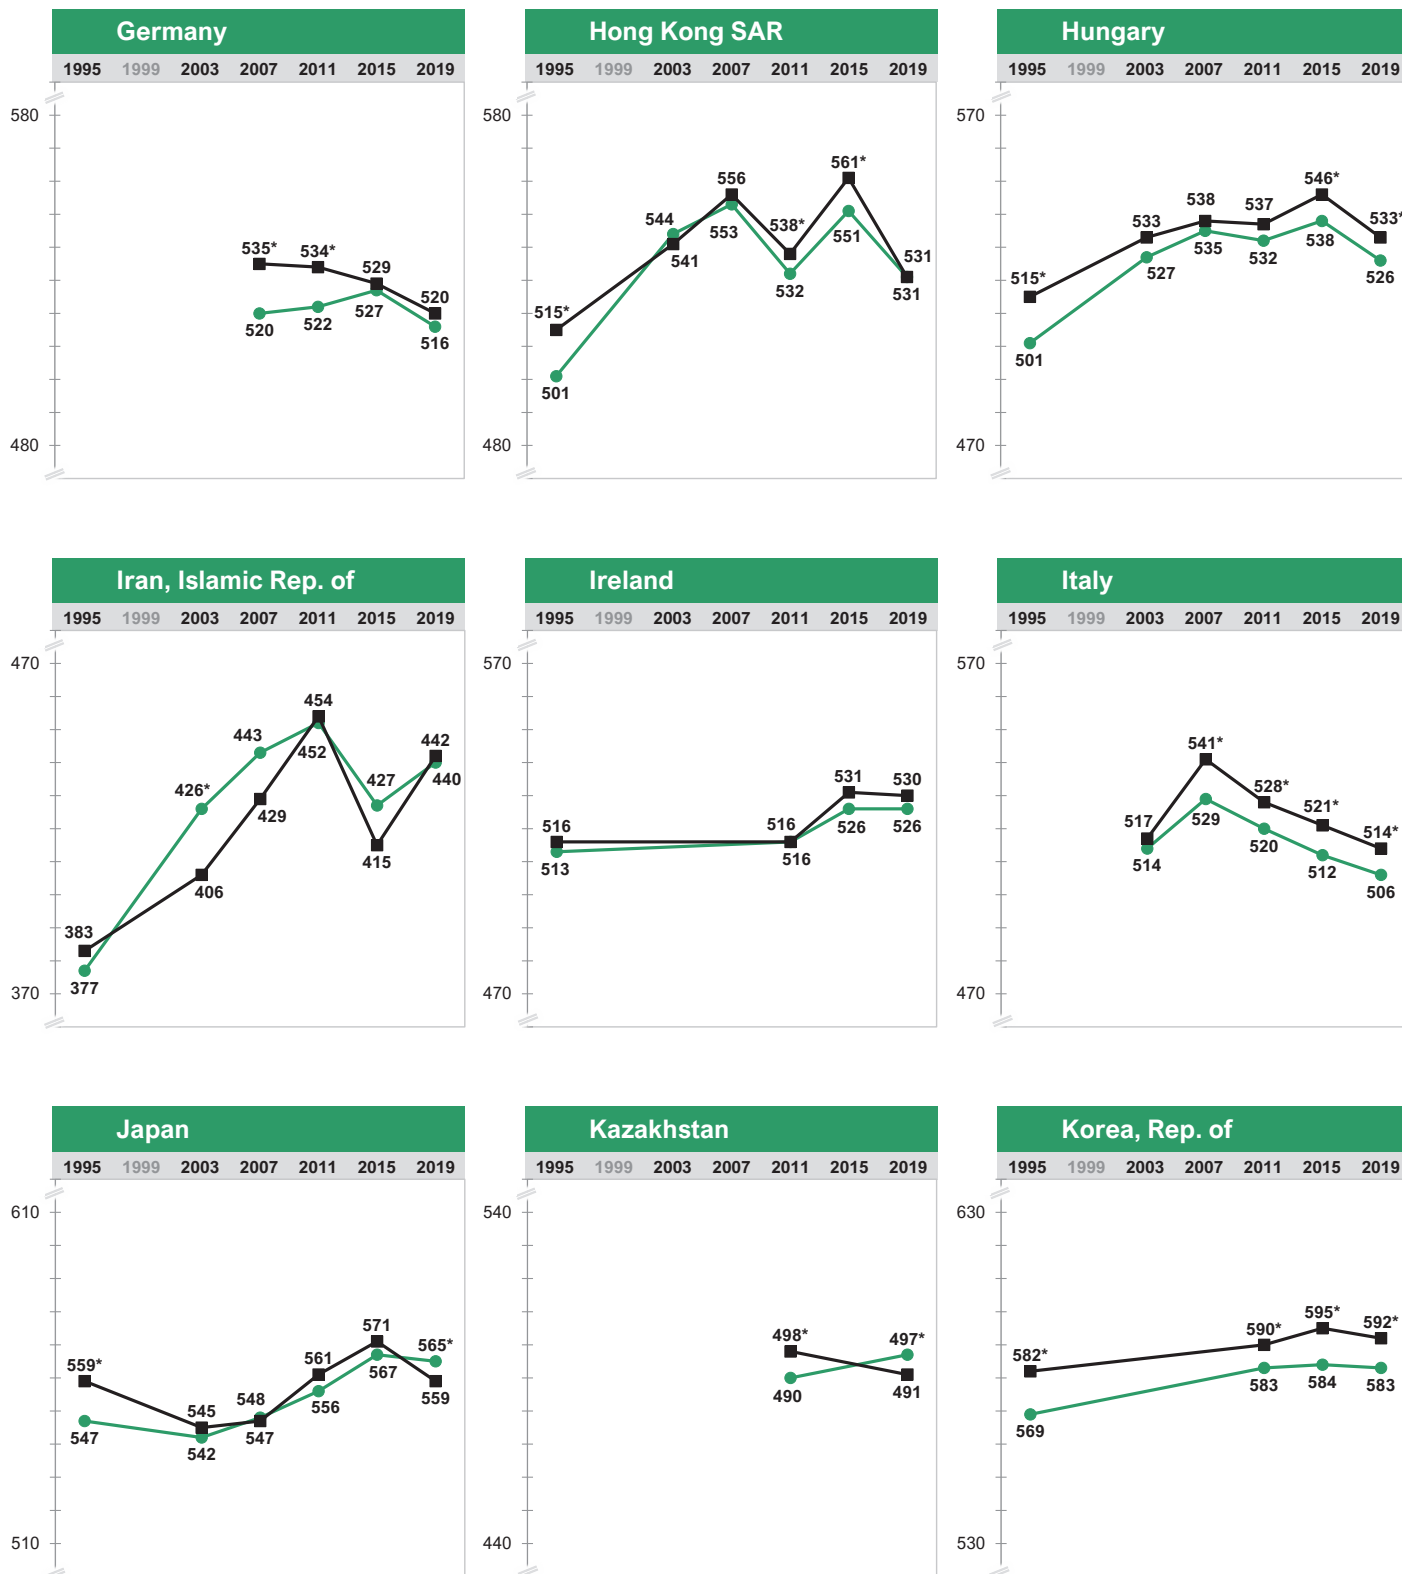 Germany
1995 1999 2003 2007 2011 2015 2019
580
535* 534* 529 520
520 522 527 516
480
Hong Kong SAR
1995 1999 2003 2007 2011 2015 2019
580
515* 544 556 538* 561* 531
501 541 553 532 551 531
480
Hungary
1995 1999 2003 2007 2011 2015 2019
570
515* 533 538 537 546* 533*
501 527 535 532 538 526
470
Iran, Islamic Rep. of
1995 1999 2003 2007 2011 2015 2019
470
383 426* 443 454 427 442
377 406 429 452 415 440
370
Ireland
1995 1999 2003 2007 2011 2015 2019
570
516 516 531 530
513 516 526 526
470
Italy
1995 1999 2003 2007 2011 2015 2019
570
517 541* 528* 521* 514*
514 529 520 512 506
470
Japan
1995 1999 2003 2007 2011 2015 2019
610
559* 545 548 561 571 565*
547 542 547 556 567 559
510
Kazakhstan
1995 1999 2003 2007 2011 2015 2019
540
498* 497*
490 491
440
Korea, Rep. of
1995 1999 2003 2007 2011 2015 2019
630
582* 590* 595* 592*
569 583 584 583
530